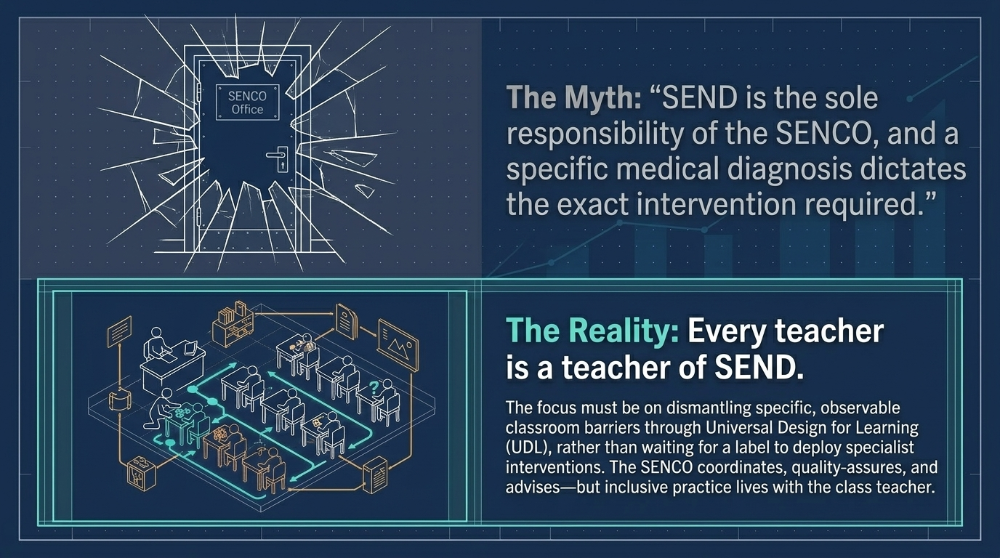 SENCO
Office
The Myth: “SEND is the sole
responsibility of the SENCO, and a
specific medical diagnosis dictates
the exact intervention required.”
?
The Reality: Every teacher
is a teacher of SEND.
The focus must be on dismantling specific, observable
classroom barriers through Universal Design for Learning
(UDL), rather than waiting for a label to deploy specialist
interventions. The SENCO coordinates, quality-assures, and
advises—but inclusive practice lives with the class teacher.